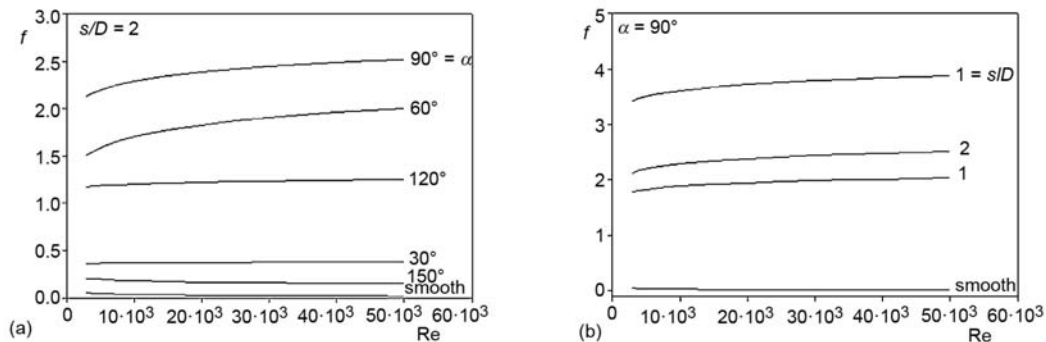 3.0
f
s/D = 2
2.5
90° = α
2.0
60°
1.5
120°
1.0
0.5
30°
150°
smooth
0.0
0
10·10³
20·10³
30·10³
40·10³
50·10³
60·10³
Re
(a)
5
f
α = 90°
4
1 = s/D
3
2
2
1
1
smooth
0
0
10·10³
20·10³
30·10³
40·10³
50·10³
60·10³
Re
(b)